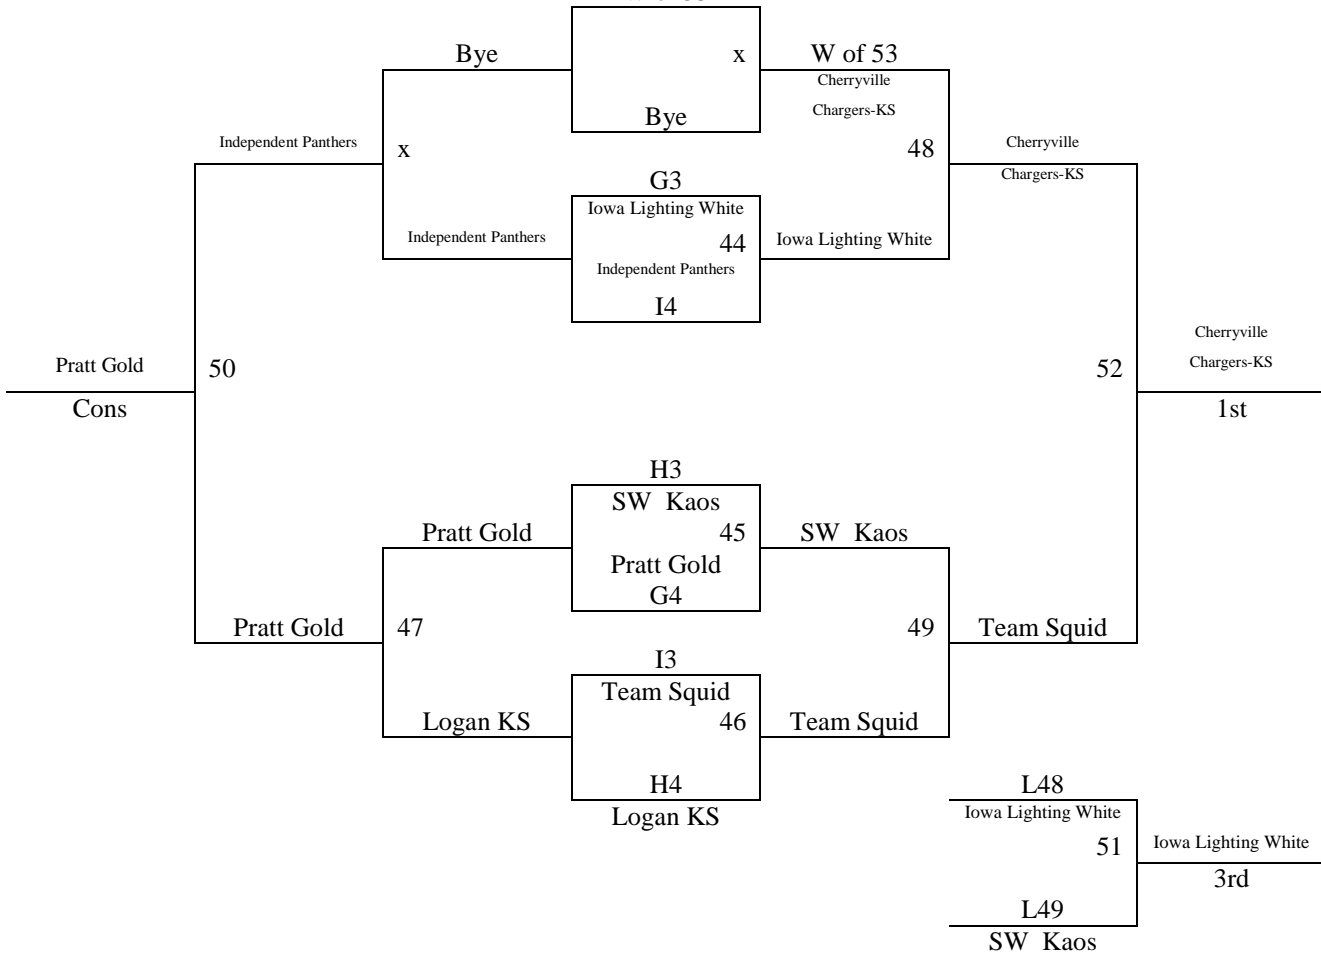 Bye
x
W of 53
Cherryville
Chargers-KS
Bye
Independent Panthers
x
48
Cherryville
Chargers-KS
G3
Iowa Lighting White
Independent Panthers
44
Iowa Lighting White
Independent Panthers
I4
Pratt Gold
50
52
Cherryville
Chargers-KS
Cons
1st
H3
SW Kaos
Pratt Gold
45
SW Kaos
Pratt Gold
G4
Pratt Gold
47
49
Team Squid
I3
Team Squid
Logan KS
46
Team Squid
H4
Logan KS
L48
Iowa Lighting White
51
Iowa Lighting White
3rd
L49
SW Kaos